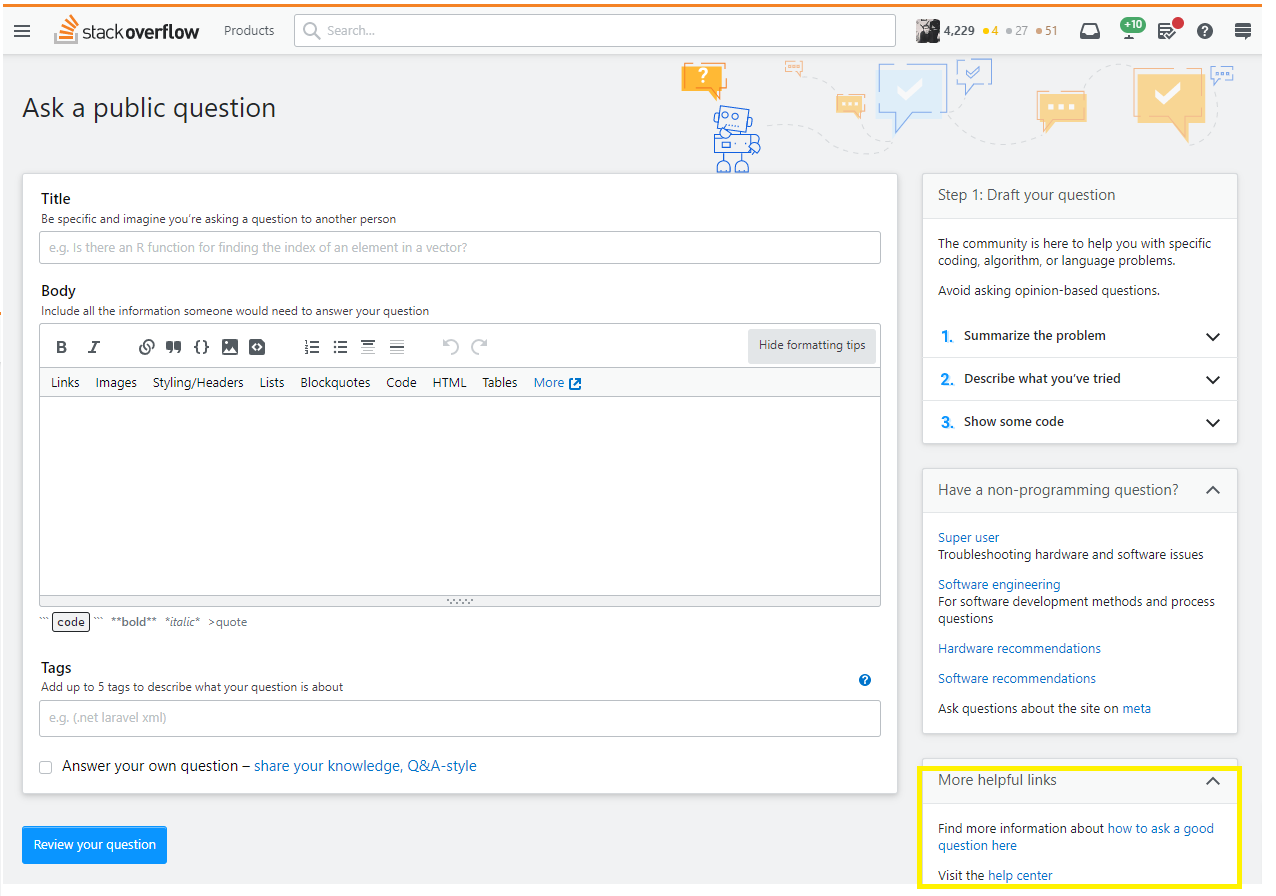 stackoverflow
Products
Search...
4,229
4
27
51
+10
?
?
Ask a public question
Title
Be specific and imagine you’re asking a question to another person
e.g. Is there an R function for finding the index of an element in a vector?
Body
Include all the information someone would need to answer your question
B I
Hide formatting tips
Links Images Styling/Headers Lists Blockquotes Code HTML Tables More
``` code ``` **bold** *italic* >quote
Tags
Add up to 5 tags to describe what your question is about
?
e.g. (.net laravel xml)
Answer your own question – share your knowledge, Q&A-style
Review your question
Step 1: Draft your question
The community is here to help you with specific
coding, algorithm, or language problems.
Avoid asking opinion-based questions.
1. Summarize the problem
2. Describe what you’ve tried
3. Show some code
Have a non-programming question?
Super user
Troubleshooting hardware and software issues
Software engineering
For software development methods and process
questions
Hardware recommendations
Software recommendations
Ask questions about the site on meta
More helpful links
Find more information about how to ask a good
question here
Visit the help center